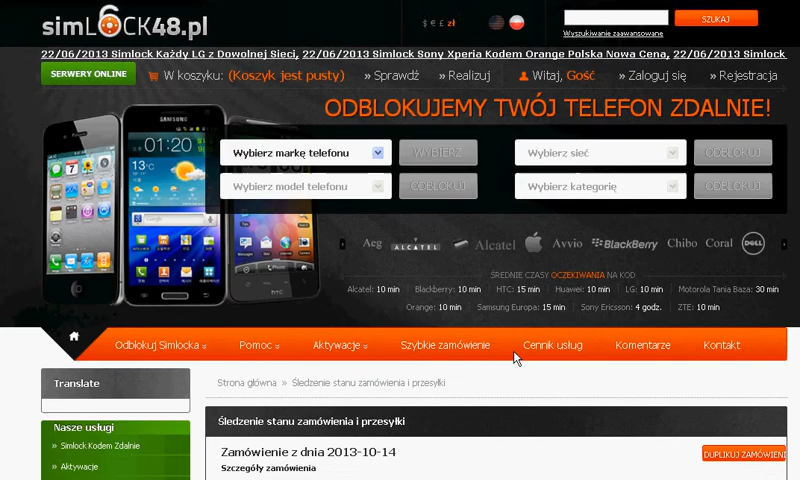 simLOCK48.pl
$ € £ zł
SZUKAJ
Wyszukiwanie zaawansowane
22/06/2013 Simlock Każdy LG z Dowolnej Sieci, 22/06/2013 Simlock Sony Xperia Kodem Orange Polska Nowa Cena, 22/06/2013 Simlock
SERWERY ONLINE
W koszyku: (Koszyk jest pusty) » Sprawdź » Realizuj Witaj, Gość » Zaloguj się » Rejestracja
ODBLOKUJEMY TWÓJ TELEFON ZDALNIE!
Wybierz markę telefonu WYBIERZ Wybierz sieć ODBLOKUJ
Wybierz model telefonu ODBLOKUJ Wybierz kategorię ODBLOKUJ
SAMSUNG
01:20
Aeg ALCATEL Alcatel Avvio BlackBerry Chibo Coral DELL
ŚREDNIE CZASY OCZEKIWANIA NA KOD
Alcatel: 10 min Blackberry: 10 min HTC: 15 min Huawei: 10 min LG: 10 min Motorola Tania Baza: 30 min
Orange: 10 min Samsung Europa: 15 min Sony Ericsson: 4 godz. ZTE: 10 min
hTC
Odblokuj Simlocka Pomoc Aktywacje Szybkie zamówienie Cennik usług Komentarze Kontakt
Translate
Strona główna » Śledzenie stanu zamówienia i przesyłki
Nasze usługi
» Simlock Kodem Zdalnie
» Aktywacje
Śledzenie stanu zamówienia i przesyłki
Zamówienie z dnia 2013-10-14
DUPLIKUJ ZAMÓWIENI
Szczegóły zamówienia